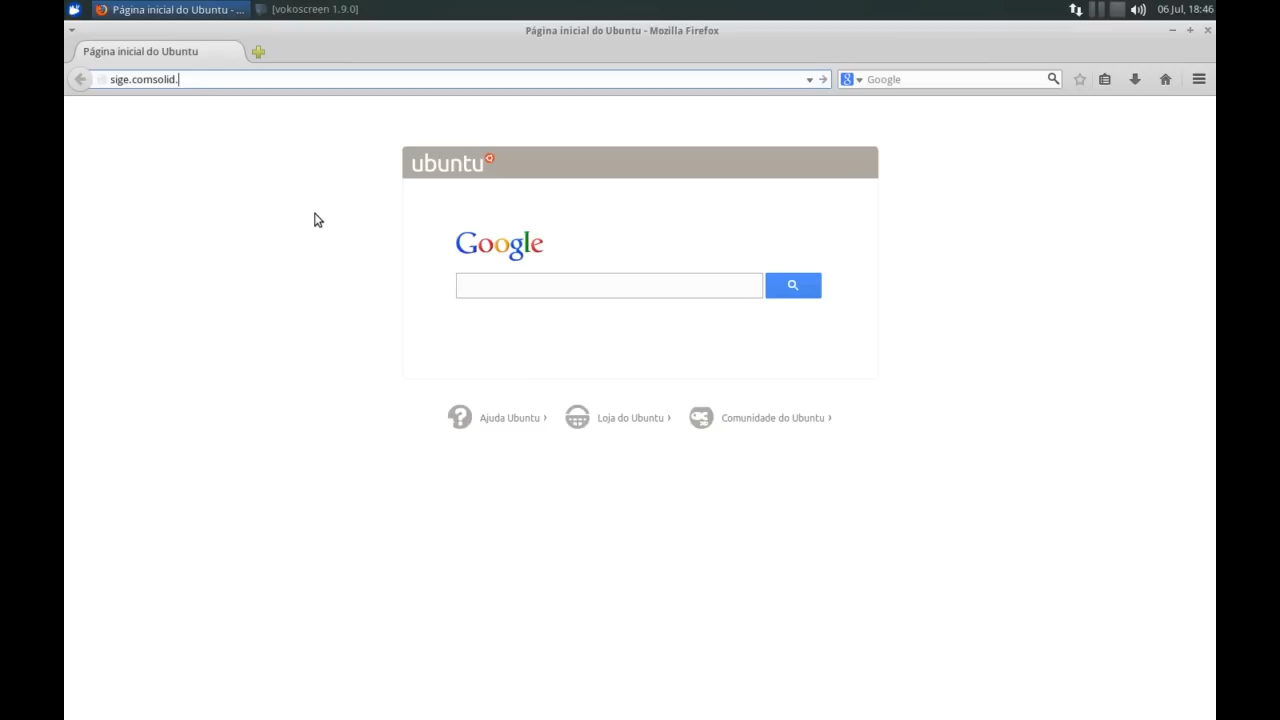 Página inicial do Ubuntu - ...
[vokoscreen 1.9.0]
06 Jul, 18:46
Página inicial do Ubuntu - Mozilla Firefox
Página inicial do Ubuntu
sige.comsolid.
Google
ubuntu
Google
Ajuda Ubuntu ›
Loja do Ubuntu ›
Comunidade do Ubuntu ›